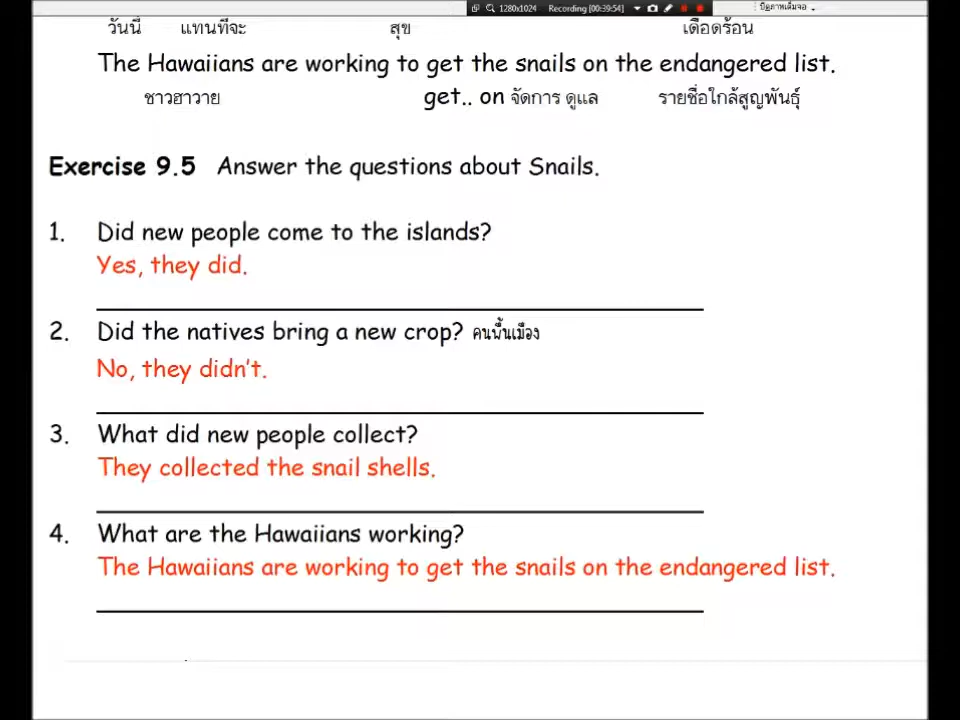 1280x1024 Recording [00:39:54]
วันนี้ แทนที่จะ สุข เดือดร้อน
The Hawaiians are working to get the snails on the endangered list.
ชาวฮาวาย get.. on จัดการ ดูแล รายชื่อใกล้สูญพันธุ์
Exercise 9.5 Answer the questions about Snails.
1. Did new people come to the islands?
Yes, they did.
2. Did the natives bring a new crop? คนพื้นเมือง
No, they didn't.
3. What did new people collect?
They collected the snail shells.
4. What are the Hawaiians working?
The Hawaiians are working to get the snails on the endangered list.